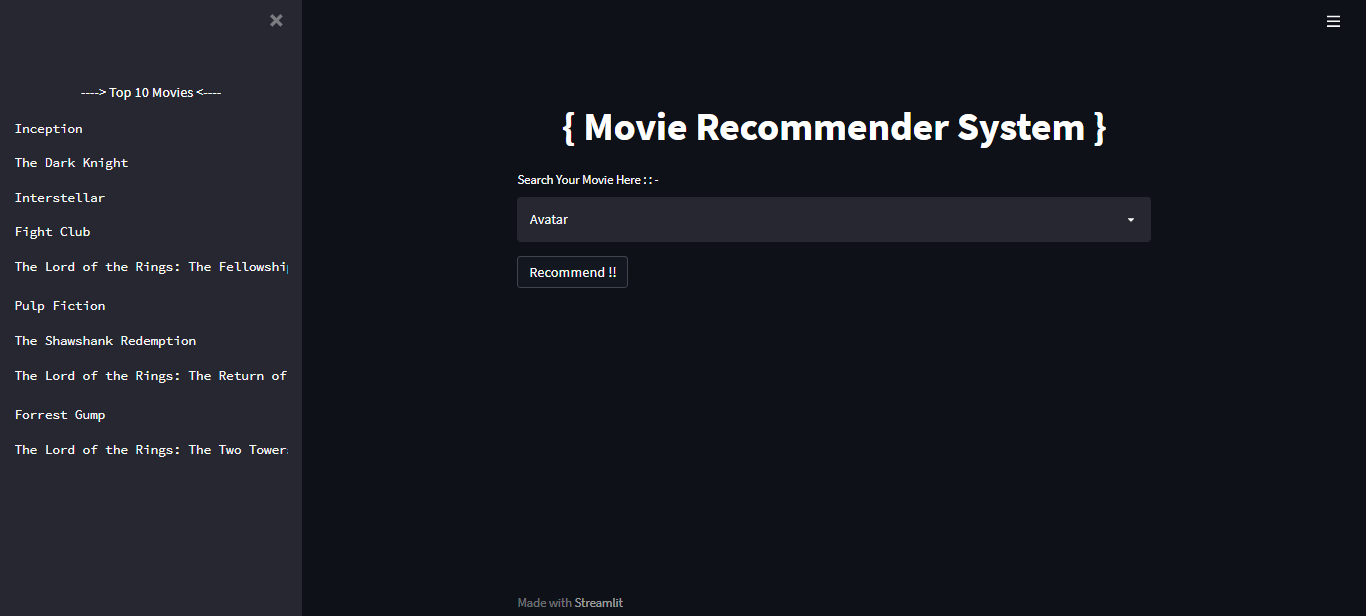 ----> Top 10 Movies <----
Inception
The Dark Knight
Interstellar
Fight Club
The Lord of the Rings: The Fellowshi
Pulp Fiction
The Shawshank Redemption
The Lord of the Rings: The Return of
Forrest Gump
The Lord of the Rings: The Two Tower
{ Movie Recommender System }
Search Your Movie Here : : -
Avatar
Recommend !!
Made with Streamlit